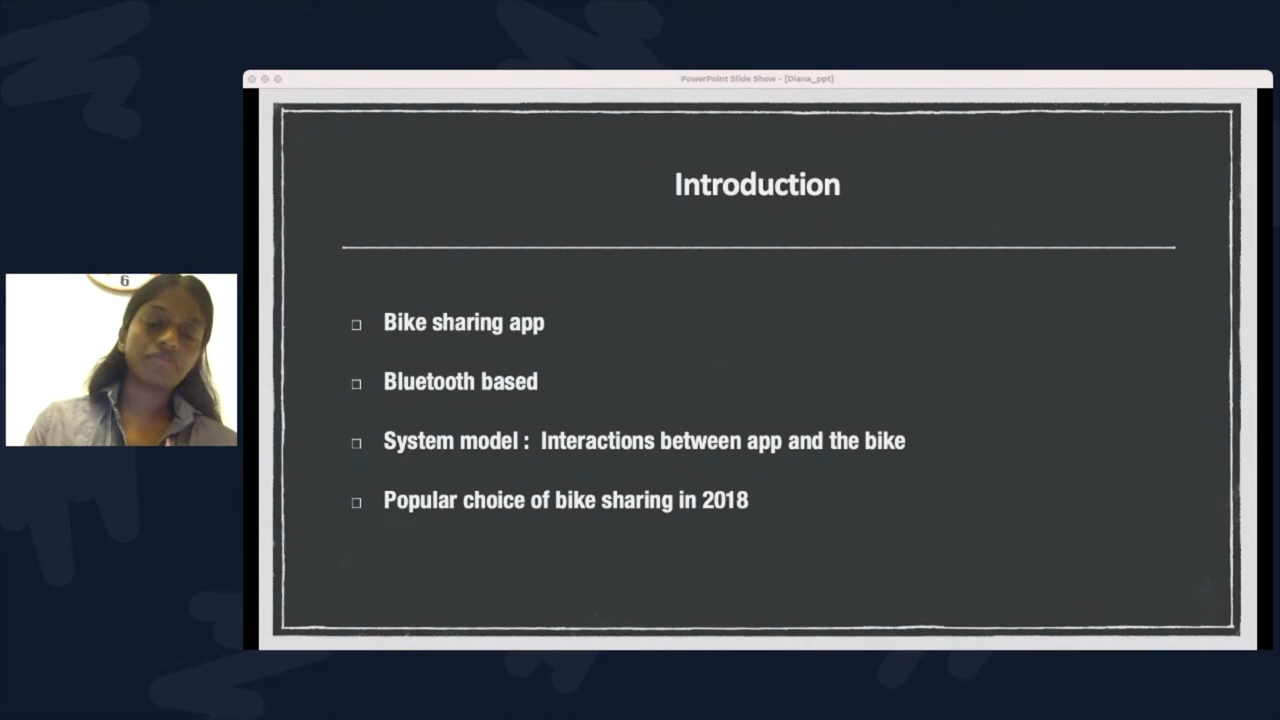 PowerPoint Slide Show - [Diana_ppt]
Introduction
6
Bike sharing app
Bluetooth based
System model : Interactions between app and the bike
Popular choice of bike sharing in 2018